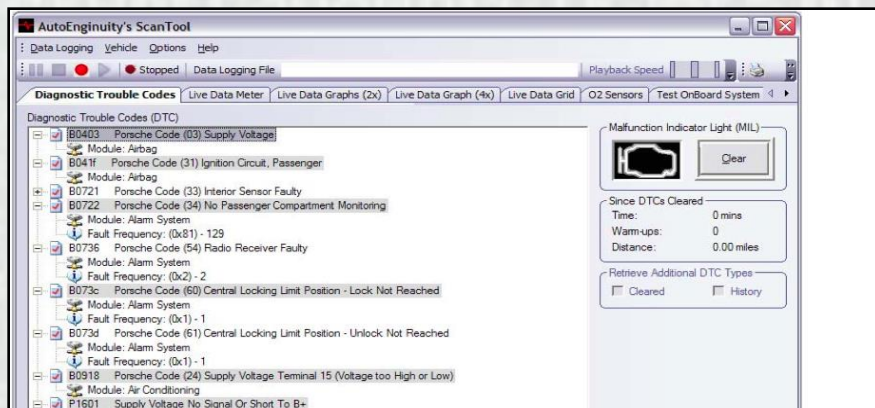 AutoEnginuity's ScanTool
Data Logging Vehicle Options Help
Stopped Data Logging File Playback Speed
Diagnostic Trouble Codes Live Data Meter Live Data Graphs (2x) Live Data Graph (4x) Live Data Grid O2 Sensors Test OnBoard System
Diagnostic Trouble Codes (DTC)
B0403 Porsche Code (03) Supply Voltage
Module: Airbag
B041f Porsche Code (31) Ignition Circuit, Passenger
Module: Airbag
B0721 Porsche Code (33) Interior Sensor Faulty
B0722 Porsche Code (34) No Passenger Compartment Monitoring
Module: Alarm System
Fault Frequency: (0x81) - 129
B0736 Porsche Code (54) Radio Receiver Faulty
Module: Alarm System
Fault Frequency: (0x2) - 2
B073c Porsche Code (60) Central Locking Limit Position - Lock Not Reached
Module: Alarm System
Fault Frequency: (0x1) - 1
B073d Porsche Code (61) Central Locking Limit Position - Unlock Not Reached
Module: Alarm System
Fault Frequency: (0x1) - 1
B0918 Porsche Code (24) Supply Voltage Terminal 15 (Voltage too High or Low)
Module: Air Conditioning
P1601 Supply Voltage No Signal Or Short To B+
Malfunction Indicator Light (MIL)
Clear
Since DTCs Cleared
Time: 0 mins
Warm-ups: 0
Distance: 0.00 miles
Retrieve Additional DTC Types
Cleared History